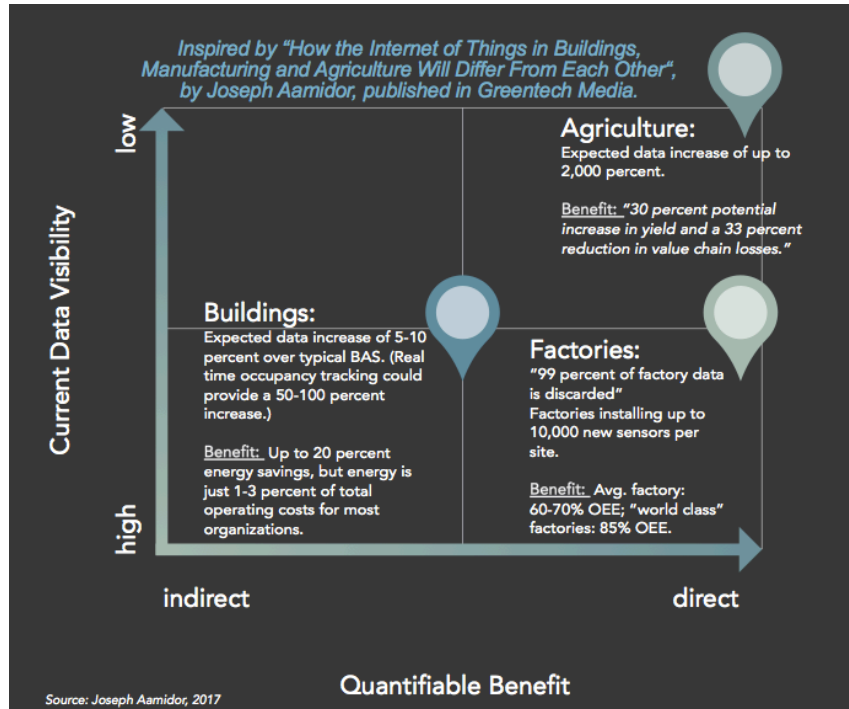 Inspired by “How the Internet of Things in Buildings,
Manufacturing and Agriculture Will Differ From Each Other“,
by Joseph Aamidor, published in Greentech Media.
low
Agriculture:
Expected data increase of up to
2,000 percent.
Benefit: “30 percent potential
increase in yield and a 33 percent
reduction in value chain losses.”
Current Data Visibility
Buildings:
Expected data increase of 5-10
percent over typical BAS. (Real
time occupancy tracking could
provide a 50-100 percent
increase.)
Benefit: Up to 20 percent
energy savings, but energy is
just 1-3 percent of total
operating costs for most
organizations.
Factories:
“99 percent of factory data
is discarded”
Factories installing up to
10,000 new sensors per
site.
Benefit: Avg. factory:
60-70% OEE; “world class”
factories: 85% OEE.
high
indirect
direct
Quantifiable Benefit
Source: Joseph Aamidor, 2017